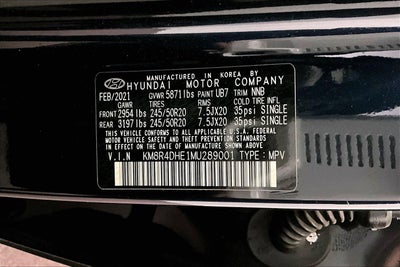 MANUFACTURED IN KOREA BY
HYUNDAI MOTOR COMPANY
FEB/2021 GVWR 5871lbs PAINT UB7 TRIM NNB
GAWR TIRES RIMS COLD TIRE INFL
FRONT 2954 lbs 245/50R20 7.5JX20 35psi SINGLE
REAR 3197 lbs 245/50R20 7.5JX20 35psi SINGLE
THIS VEHICLE CONFORMS TO ALL APPLICABLE U.S.A. FEDERAL
MOTOR VEHICLE SAFETY, BUMPER, AND THEFT
PREVENTION STANDARDS IN EFFECT ON THE DATE OF
MANUFACTURE SHOWN ABOVE.
V.I.N KM8R4DHE1MU289001 TYPE : MPV